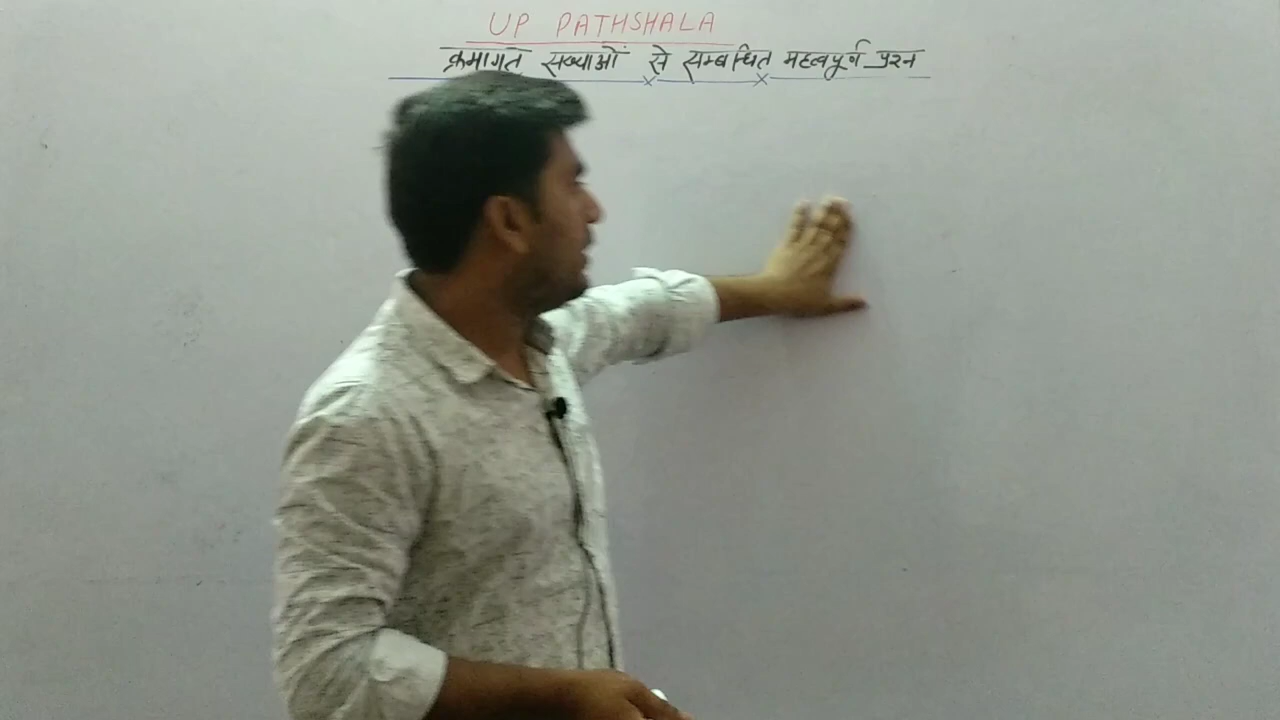 UP PATHSHALA
क्रमागत संख्याओं से सम्बन्धित महत्वपूर्ण प्रश्न